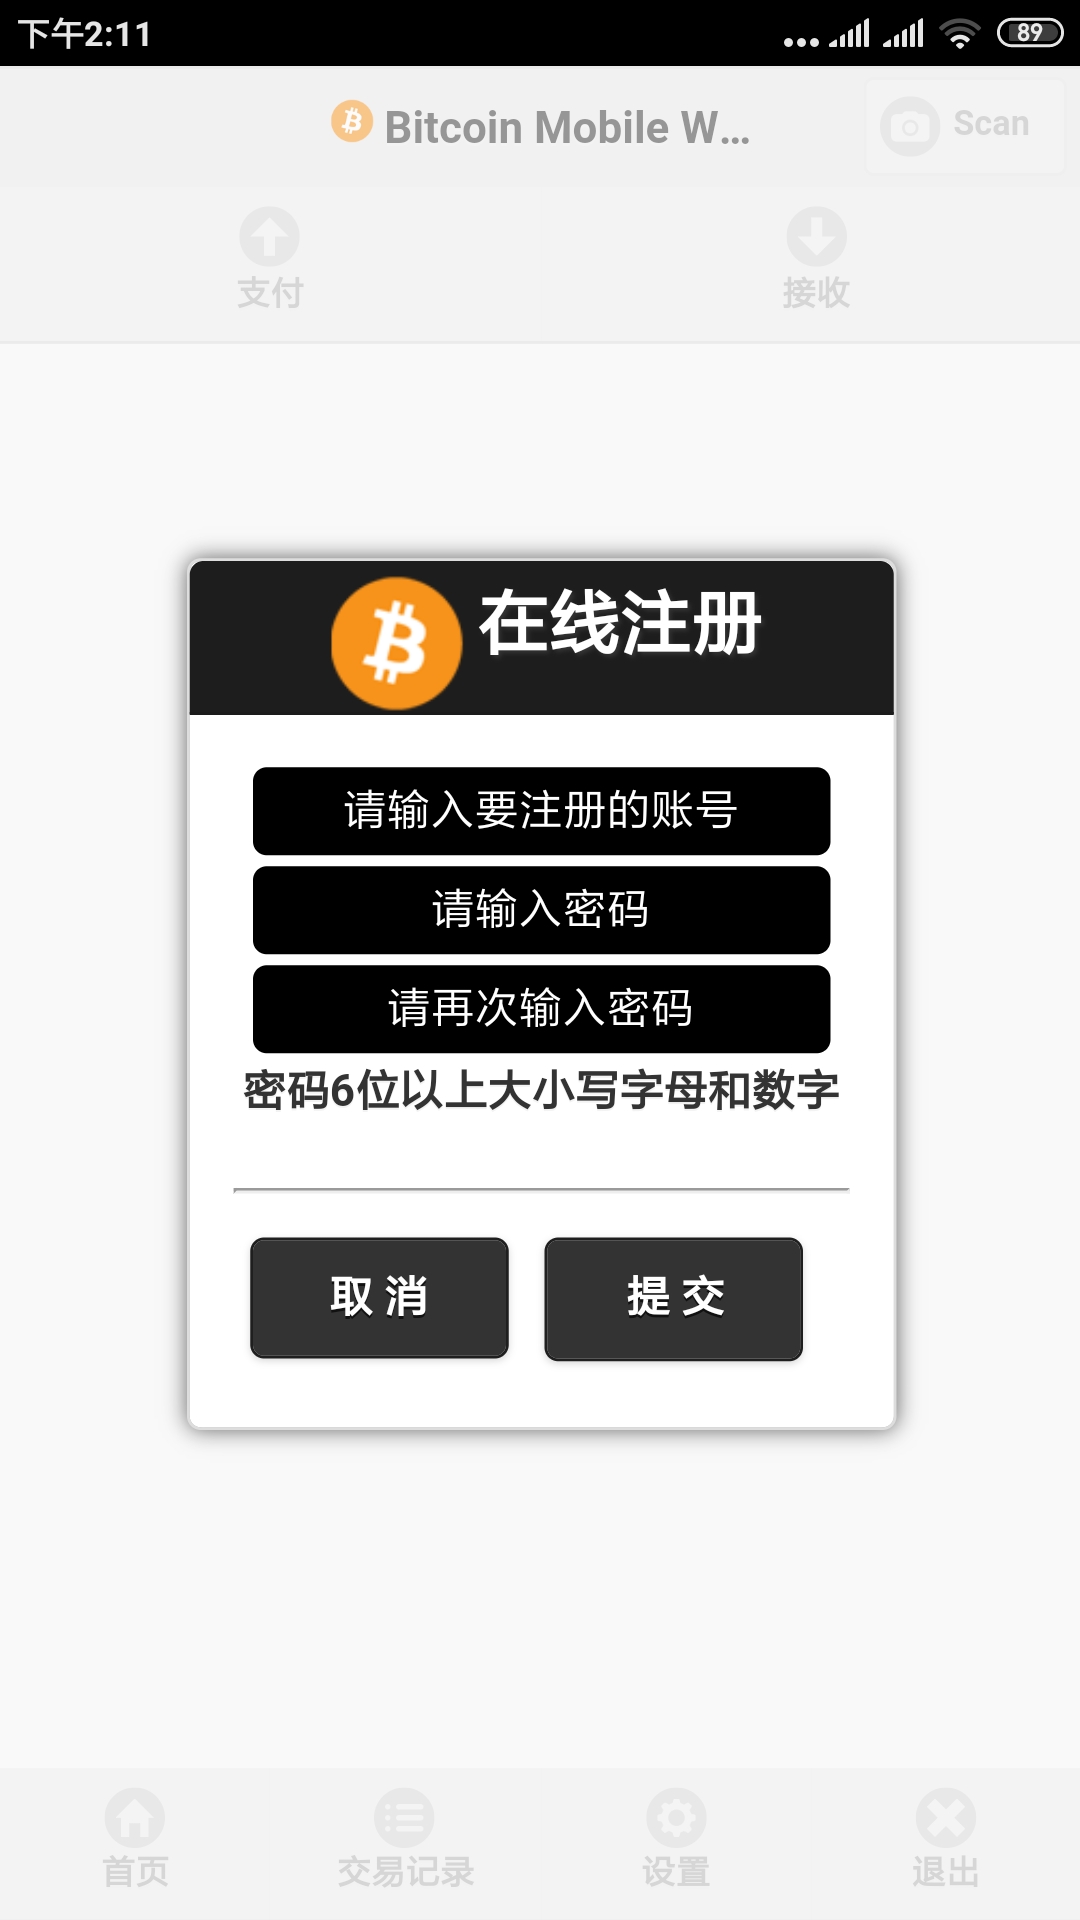 下午2:11
89
Bitcoin Mobile W...
Scan
支付
接收
在线注册
请输入要注册的账号
请输入密码
请再次输入密码
密码6位以上大小写字母和数字
取 消
提 交
首页
交易记录
设置
退出